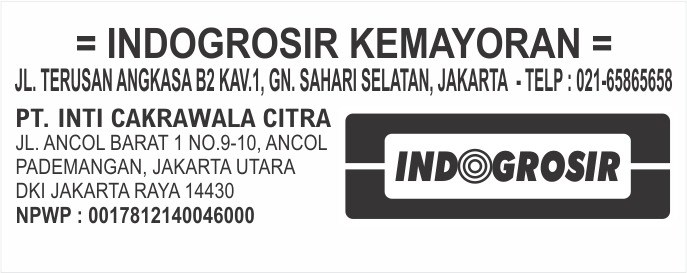 = INDOGROSIR KEMAYORAN =
JL. TERUSAN ANGKASA B2 KAV.1, GN. SAHARI SELATAN, JAKARTA - TELP : 021-65865658
PT. INTI CAKRAWALA CITRA
JL. ANCOL BARAT 1 NO.9-10, ANCOL
PADEMANGAN, JAKARTA UTARA
DKI JAKARTA RAYA 14430
NPWP : 0017812140046000
INDOGROSIR